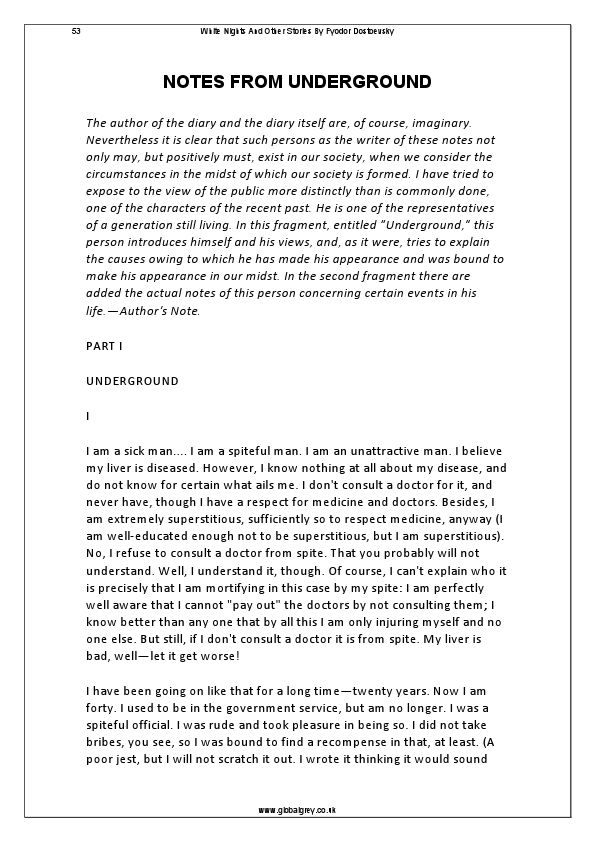 53 White Nights And Other Stories By Fyodor Dostoevsky
NOTES FROM UNDERGROUND
The author of the diary and the diary itself are, of course, imaginary.
Nevertheless it is clear that such persons as the writer of these notes not
only may, but positively must, exist in our society, when we consider the
circumstances in the midst of which our society is formed. I have tried to
expose to the view of the public more distinctly than is commonly done,
one of the characters of the recent past. He is one of the representatives
of a generation still living. In this fragment, entitled "Underground," this
person introduces himself and his views, and, as it were, tries to explain
the causes owing to which he has made his appearance and was bound to
make his appearance in our midst. In the second fragment there are
added the actual notes of this person concerning certain events in his
life.—Author's Note.
PART I
UNDERGROUND
I
I am a sick man.... I am a spiteful man. I am an unattractive man. I believe
my liver is diseased. However, I know nothing at all about my disease, and
do not know for certain what ails me. I don't consult a doctor for it, and
never have, though I have a respect for medicine and doctors. Besides, I
am extremely superstitious, sufficiently so to respect medicine, anyway (I
am well-educated enough not to be superstitious, but I am superstitious).
No, I refuse to consult a doctor from spite. That you probably will not
understand. Well, I understand it, though. Of course, I can't explain who it
is precisely that I am mortifying in this case by my spite: I am perfectly
well aware that I cannot "pay out" the doctors by not consulting them; I
know better than any one that by all this I am only injuring myself and no
one else. But still, if I don't consult a doctor it is from spite. My liver is
bad, well—let it get worse!
I have been going on like that for a long time—twenty years. Now I am
forty. I used to be in the government service, but am no longer. I was a
spiteful official. I was rude and took pleasure in being so. I did not take
bribes, you see, so I was bound to find a recompense in that, at least. (A
poor jest, but I will not scratch it out. I wrote it thinking it would sound
www.globalgrey.co.uk